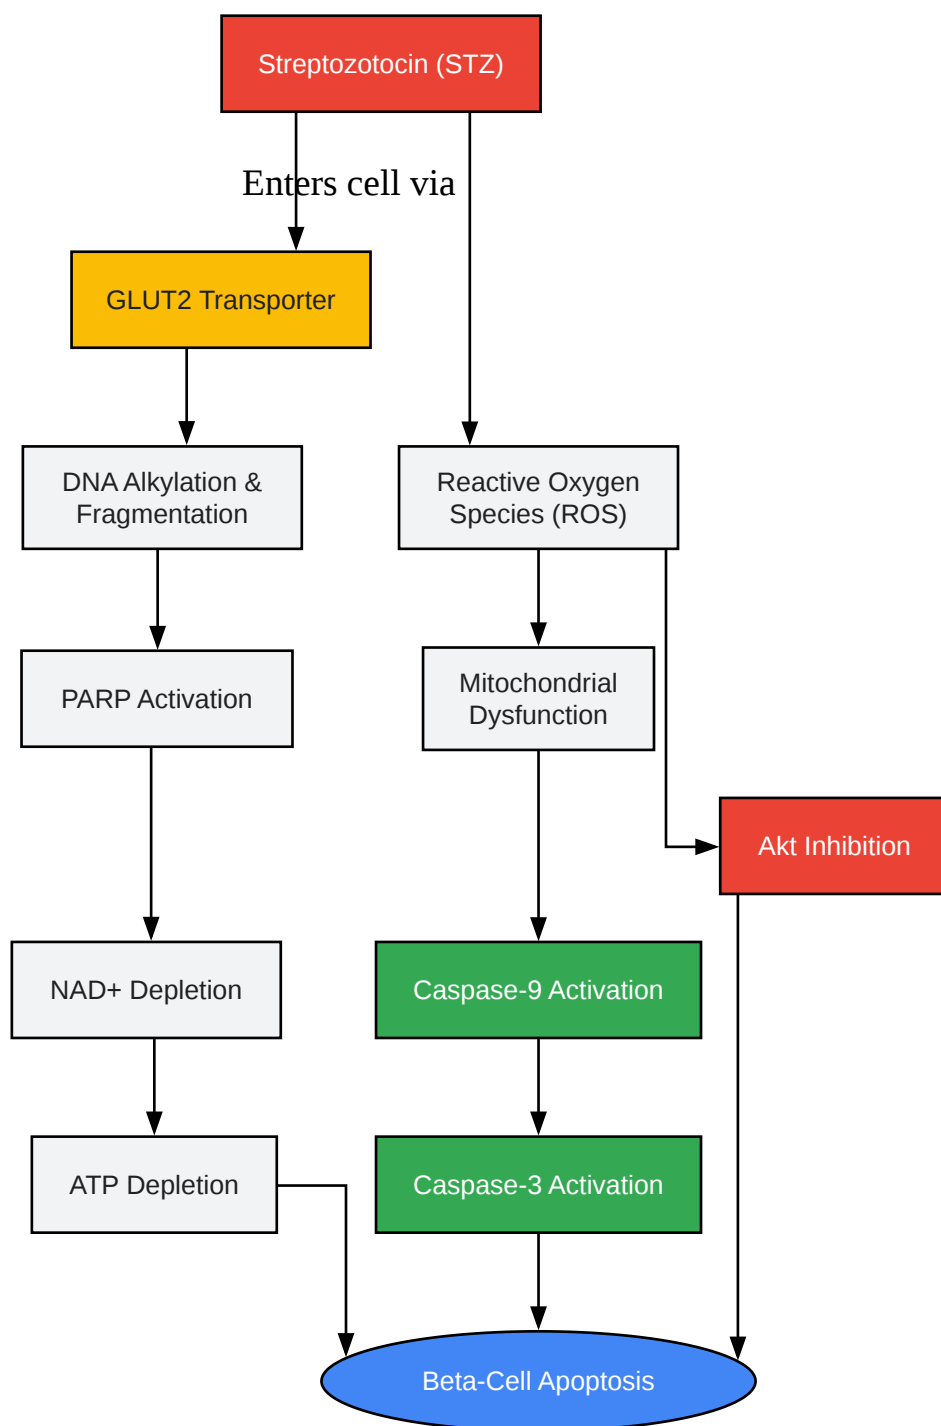 Streptozotocin (STZ)
Enters cell via
GLUT2 Transporter
DNA Alkylation &
Fragmentation
Reactive Oxygen
Species (ROS)
PARP Activation
Mitochondrial
Dysfunction
Akt Inhibition
NAD+ Depletion
Caspase-9 Activation
ATP Depletion
Caspase-3 Activation
Beta-Cell Apoptosis